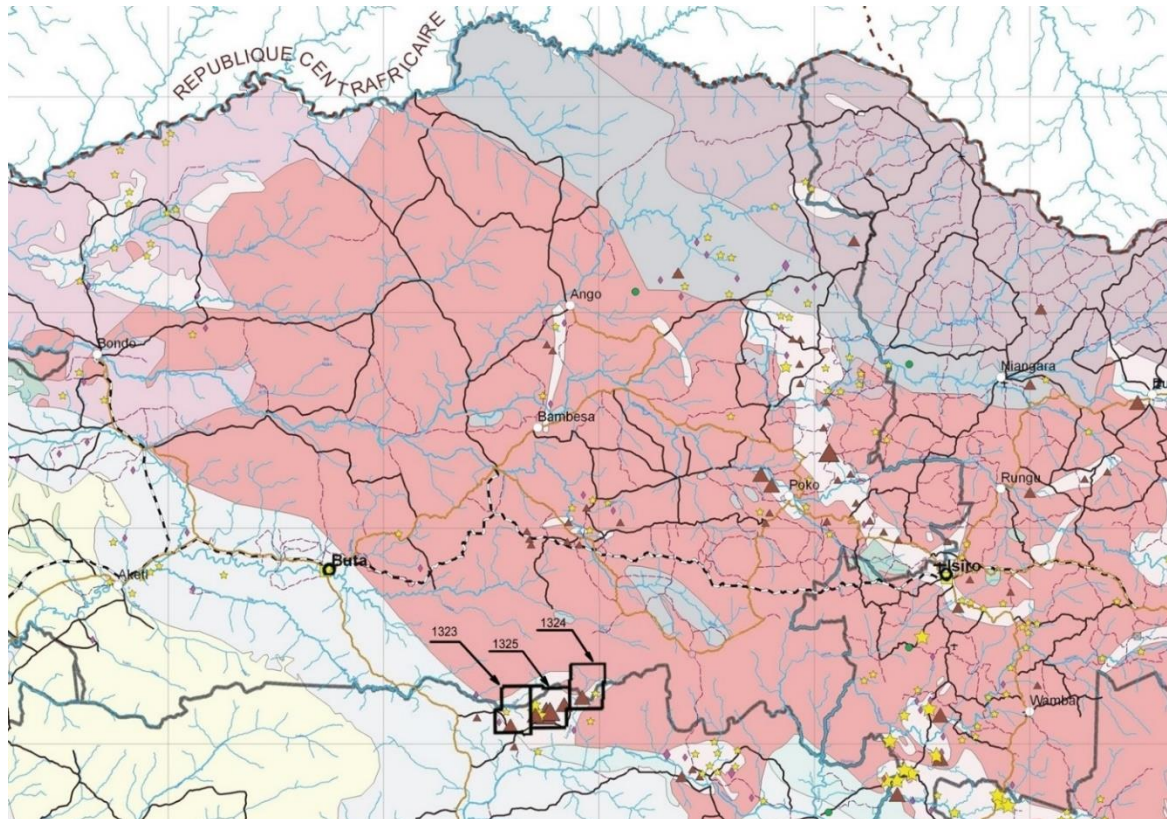 REPUBLIQUE CENTRAFRICAINE
Ango
Bondo
Niangara
Bambesa
Poko
Rungu
Buta
Isiro
Aketi
1323
1325
1324
Wamba